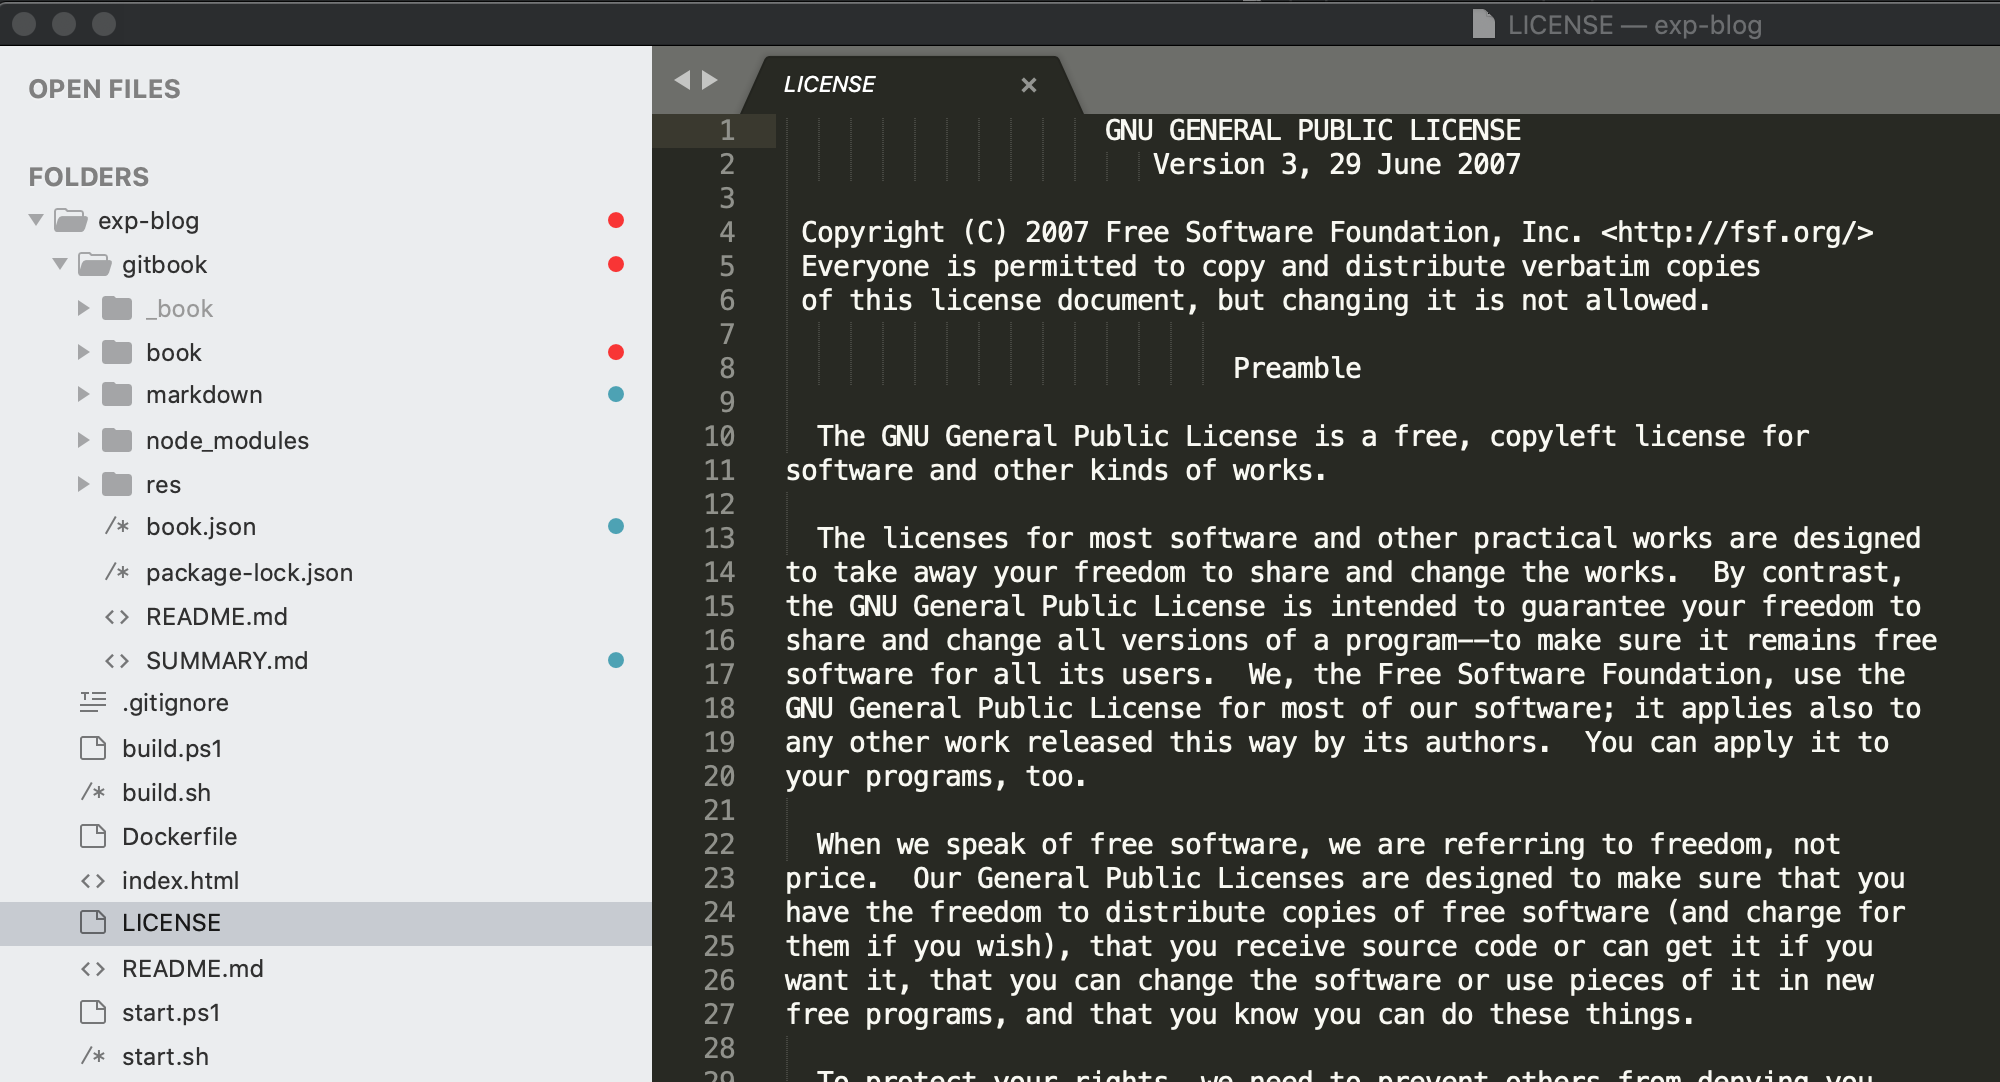 LICENSE — exp-blog
OPEN FILES
FOLDERS
exp-blog
gitbook
_book
book
markdown
node_modules
res
/* book.json
/* package-lock.json
<> README.md
<> SUMMARY.md
.gitignore
build.ps1
/* build.sh
Dockerfile
<> index.html
LICENSE
<> README.md
start.ps1
/* start.sh
LICENSE ×
1 GNU GENERAL PUBLIC LICENSE
2 Version 3, 29 June 2007
3
4 Copyright (C) 2007 Free Software Foundation, Inc. <http://fsf.org/>
5 Everyone is permitted to copy and distribute verbatim copies
6 of this license document, but changing it is not allowed.
7
8 Preamble
9
10 The GNU General Public License is a free, copyleft license for
11 software and other kinds of works.
12
13 The licenses for most software and other practical works are designed
14 to take away your freedom to share and change the works.  By contrast,
15 the GNU General Public License is intended to guarantee your freedom to
16 share and change all versions of a program--to make sure it remains free
17 software for all its users.  We, the Free Software Foundation, use the
18 GNU General Public License for most of our software; it applies also to
19 any other work released this way by its authors.  You can apply it to
20 your programs, too.
21
22 When we speak of free software, we are referring to freedom, not
23 price.  Our General Public Licenses are designed to make sure that you
24 have the freedom to distribute copies of free software (and charge for
25 them if you wish), that you receive source code or can get it if you
26 want it, that you can change the software or use pieces of it in new
27 free programs, and that you know you can do these things.
28
29 To protect your rights, we need to prevent others from denying you